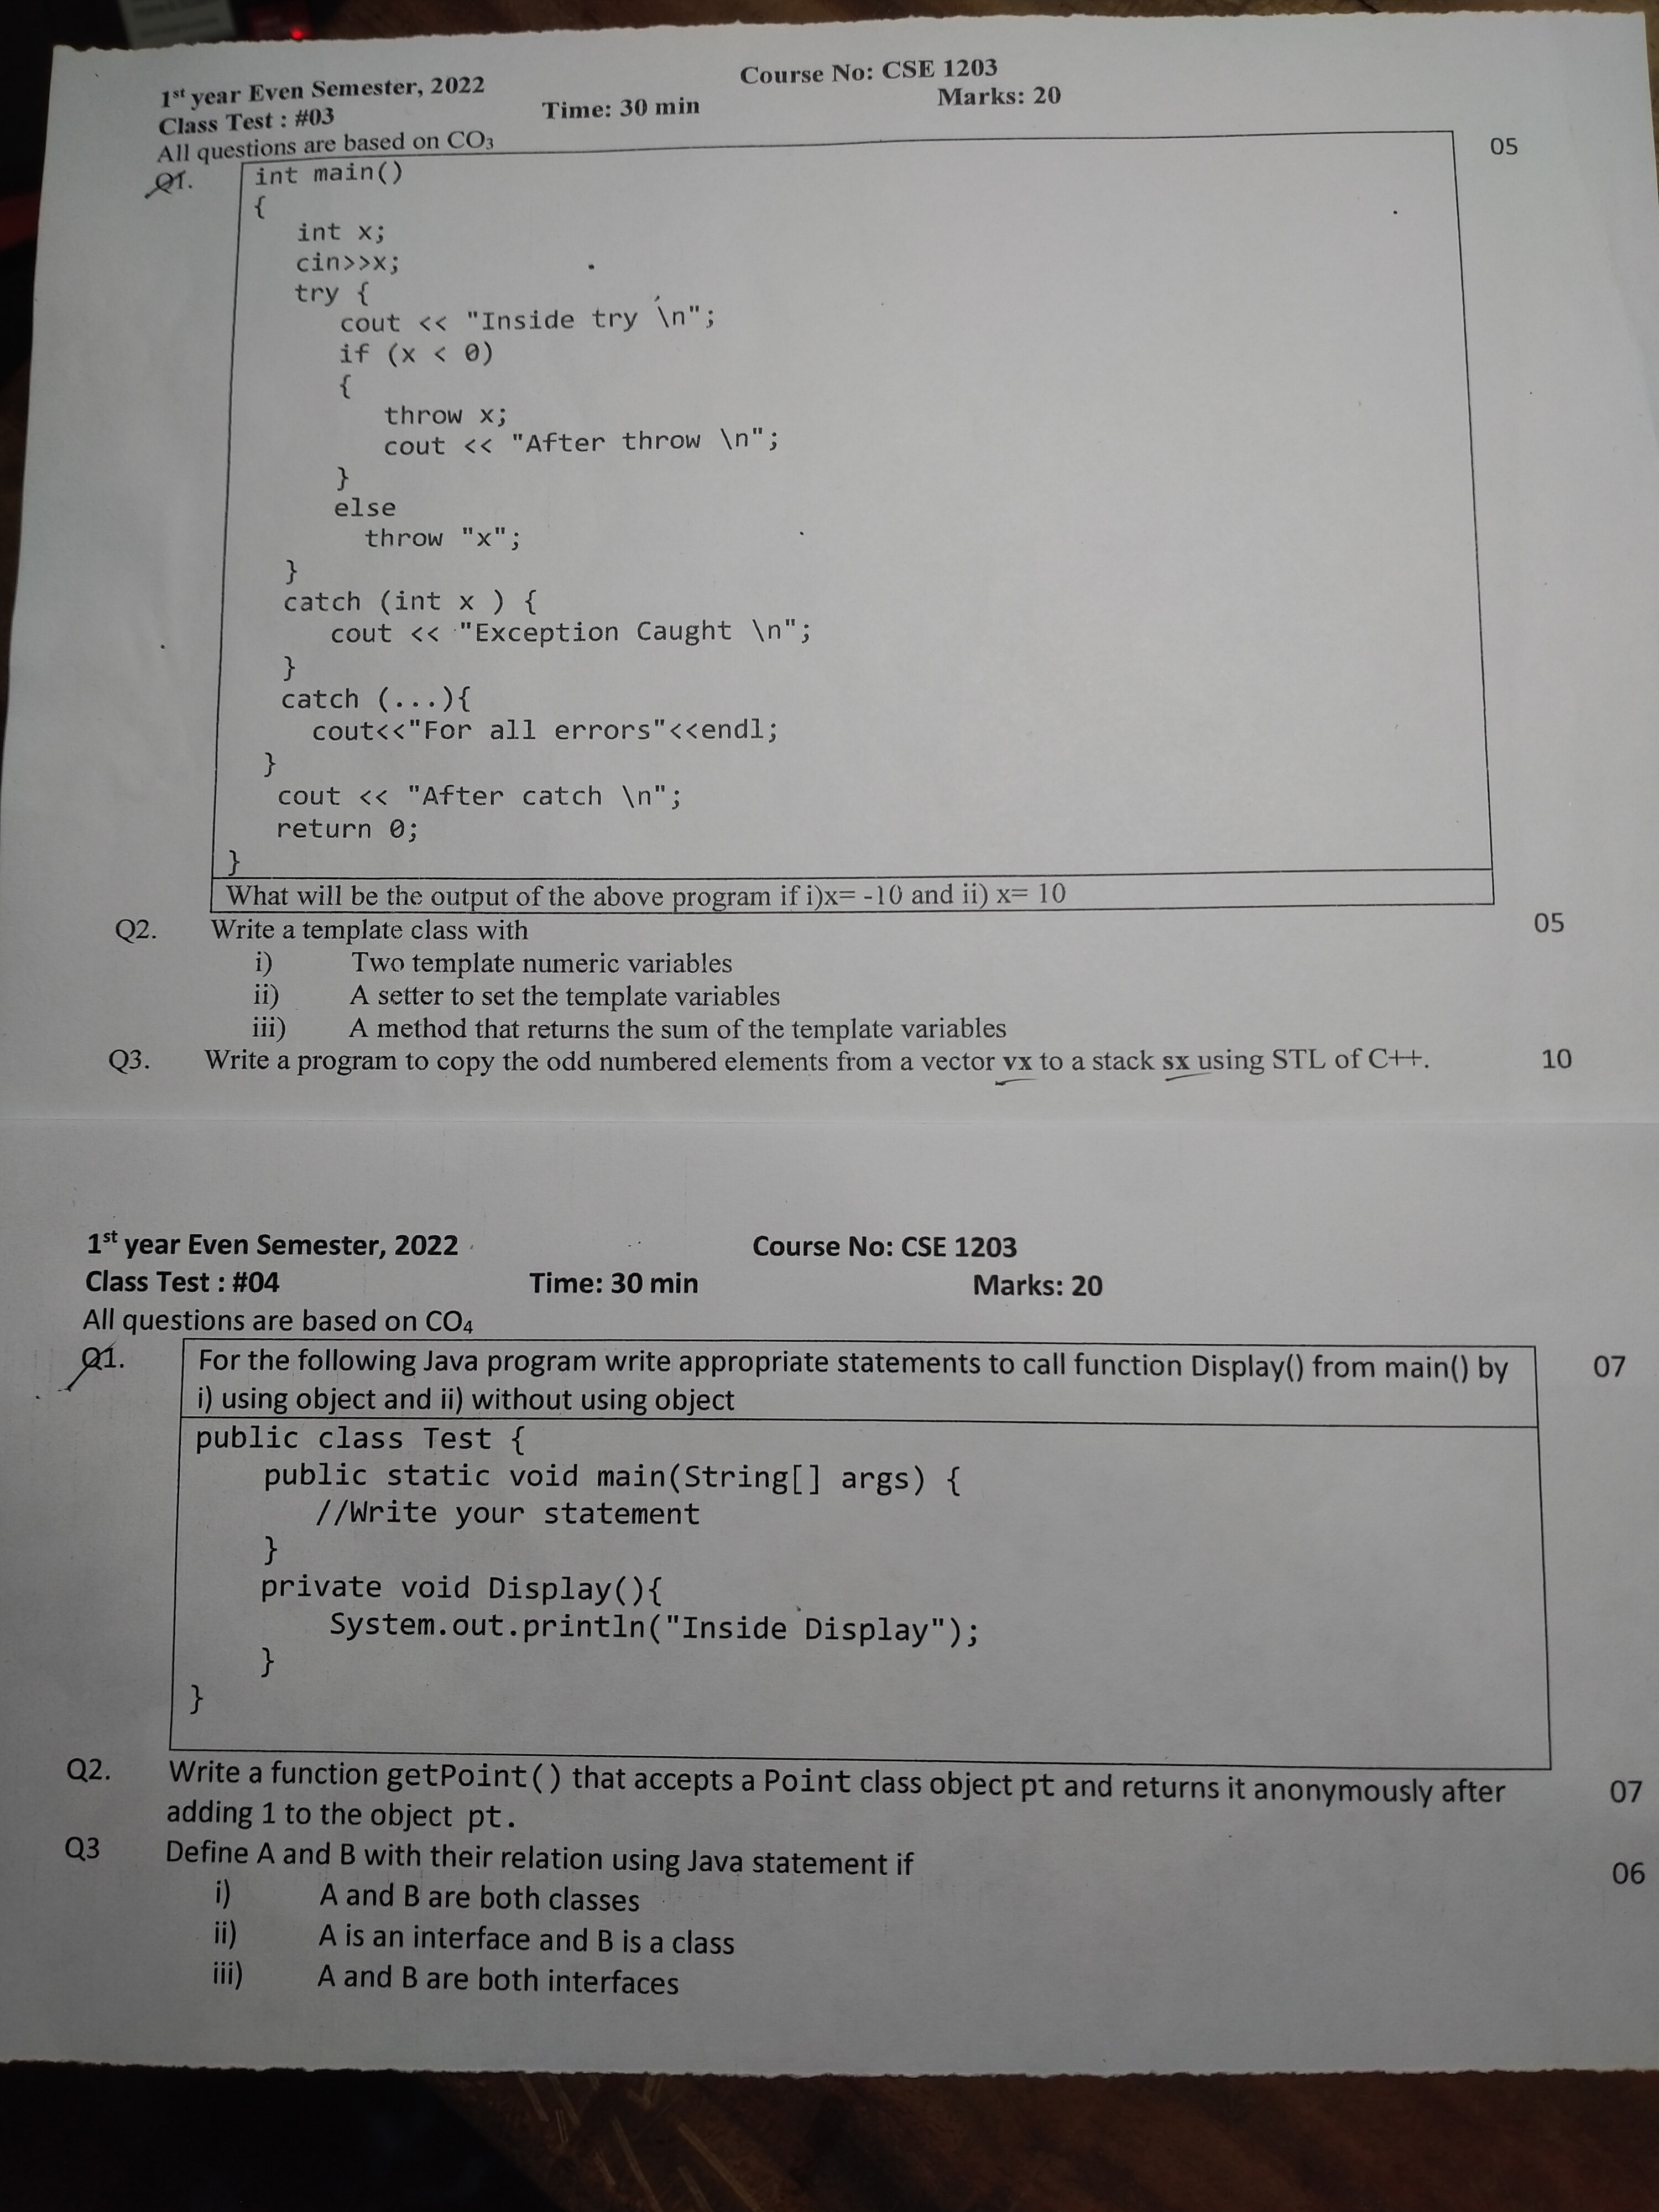 1st year Even Semester, 2022 Course No: CSE 1203
Class Test : #03 Time: 30 min Marks: 20
All questions are based on CO3
Q1. 05
int main()
{
int x;
cin>>x;
try {
cout << "Inside try \n";
if (x < 0)
{
throw x;
cout << "After throw \n";
}
else
throw "x";
}
catch (int x ) {
cout << "Exception Caught \n";
}
catch (...){
cout<<"For all errors"<<endl;
}
cout << "After catch \n";
return 0;
}
What will be the output of the above program if i)x= -10 and ii) x= 10
Q2. Write a template class with 05
i) Two template numeric variables
ii) A setter to set the template variables
iii) A method that returns the sum of the template variables
Q3. Write a program to copy the odd numbered elements from a vector vx to a stack sx using STL of C++. 10
1st year Even Semester, 2022 Course No: CSE 1203
Class Test : #04 Time: 30 min Marks: 20
All questions are based on CO4
Q1. For the following Java program write appropriate statements to call function Display() from main() by 07
i) using object and ii) without using object
public class Test {
public static void main(String[] args) {
//Write your statement
}
private void Display(){
System.out.println("Inside Display");
}
}
Q2. Write a function getPoint() that accepts a Point class object pt and returns it anonymously after 07
adding 1 to the object pt.
Q3 Define A and B with their relation using Java statement if 06
i) A and B are both classes
ii) A is an interface and B is a class
iii) A and B are both interfaces